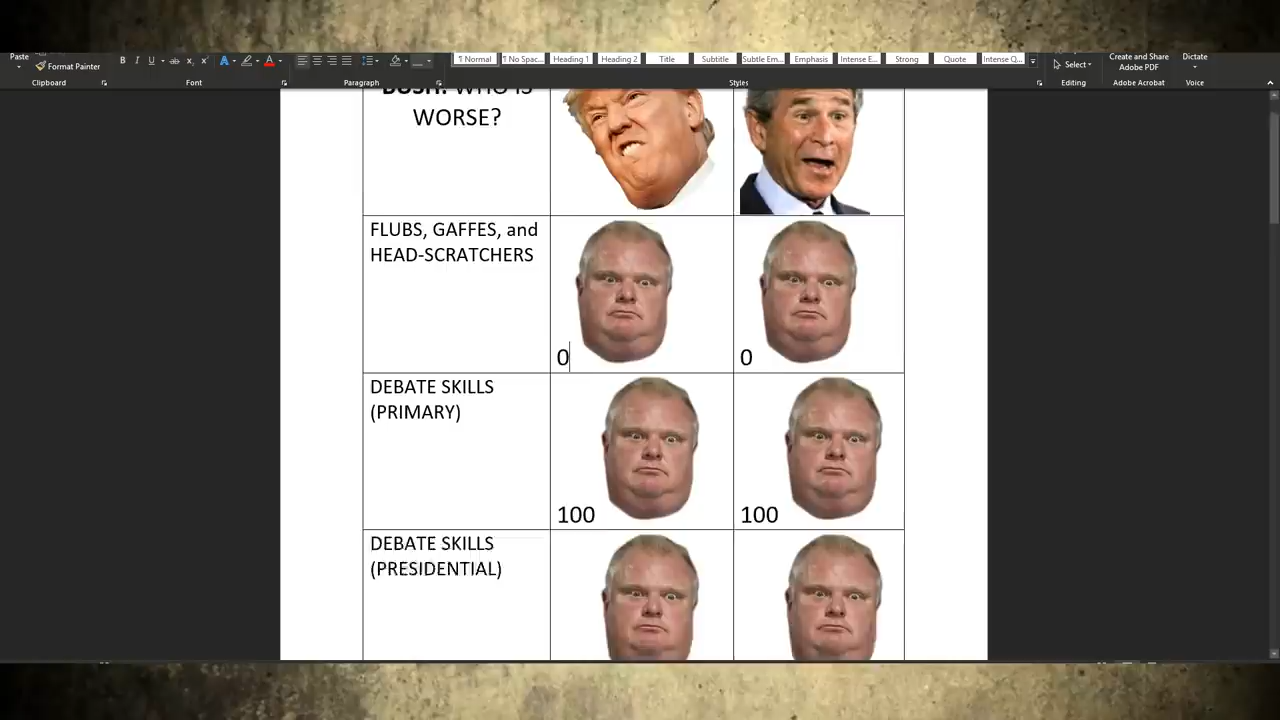 Paste
Format Painter
B I U x x A A
¶ Normal
¶ No Spac...
Heading 1
Heading 2
Title
Subtitle
Subtle Em...
Emphasis
Intense E...
Strong
Quote
Intense Q...
Select
Create and Share
Adobe PDF
Dictate
Clipboard
Font
Paragraph
Styles
Editing
Adobe Acrobat
Voice
BUSH: WHO IS
WORSE?
FLUBS, GAFFES, and
HEAD-SCRATCHERS
0
0
DEBATE SKILLS
(PRIMARY)
100
100
DEBATE SKILLS
(PRESIDENTIAL)